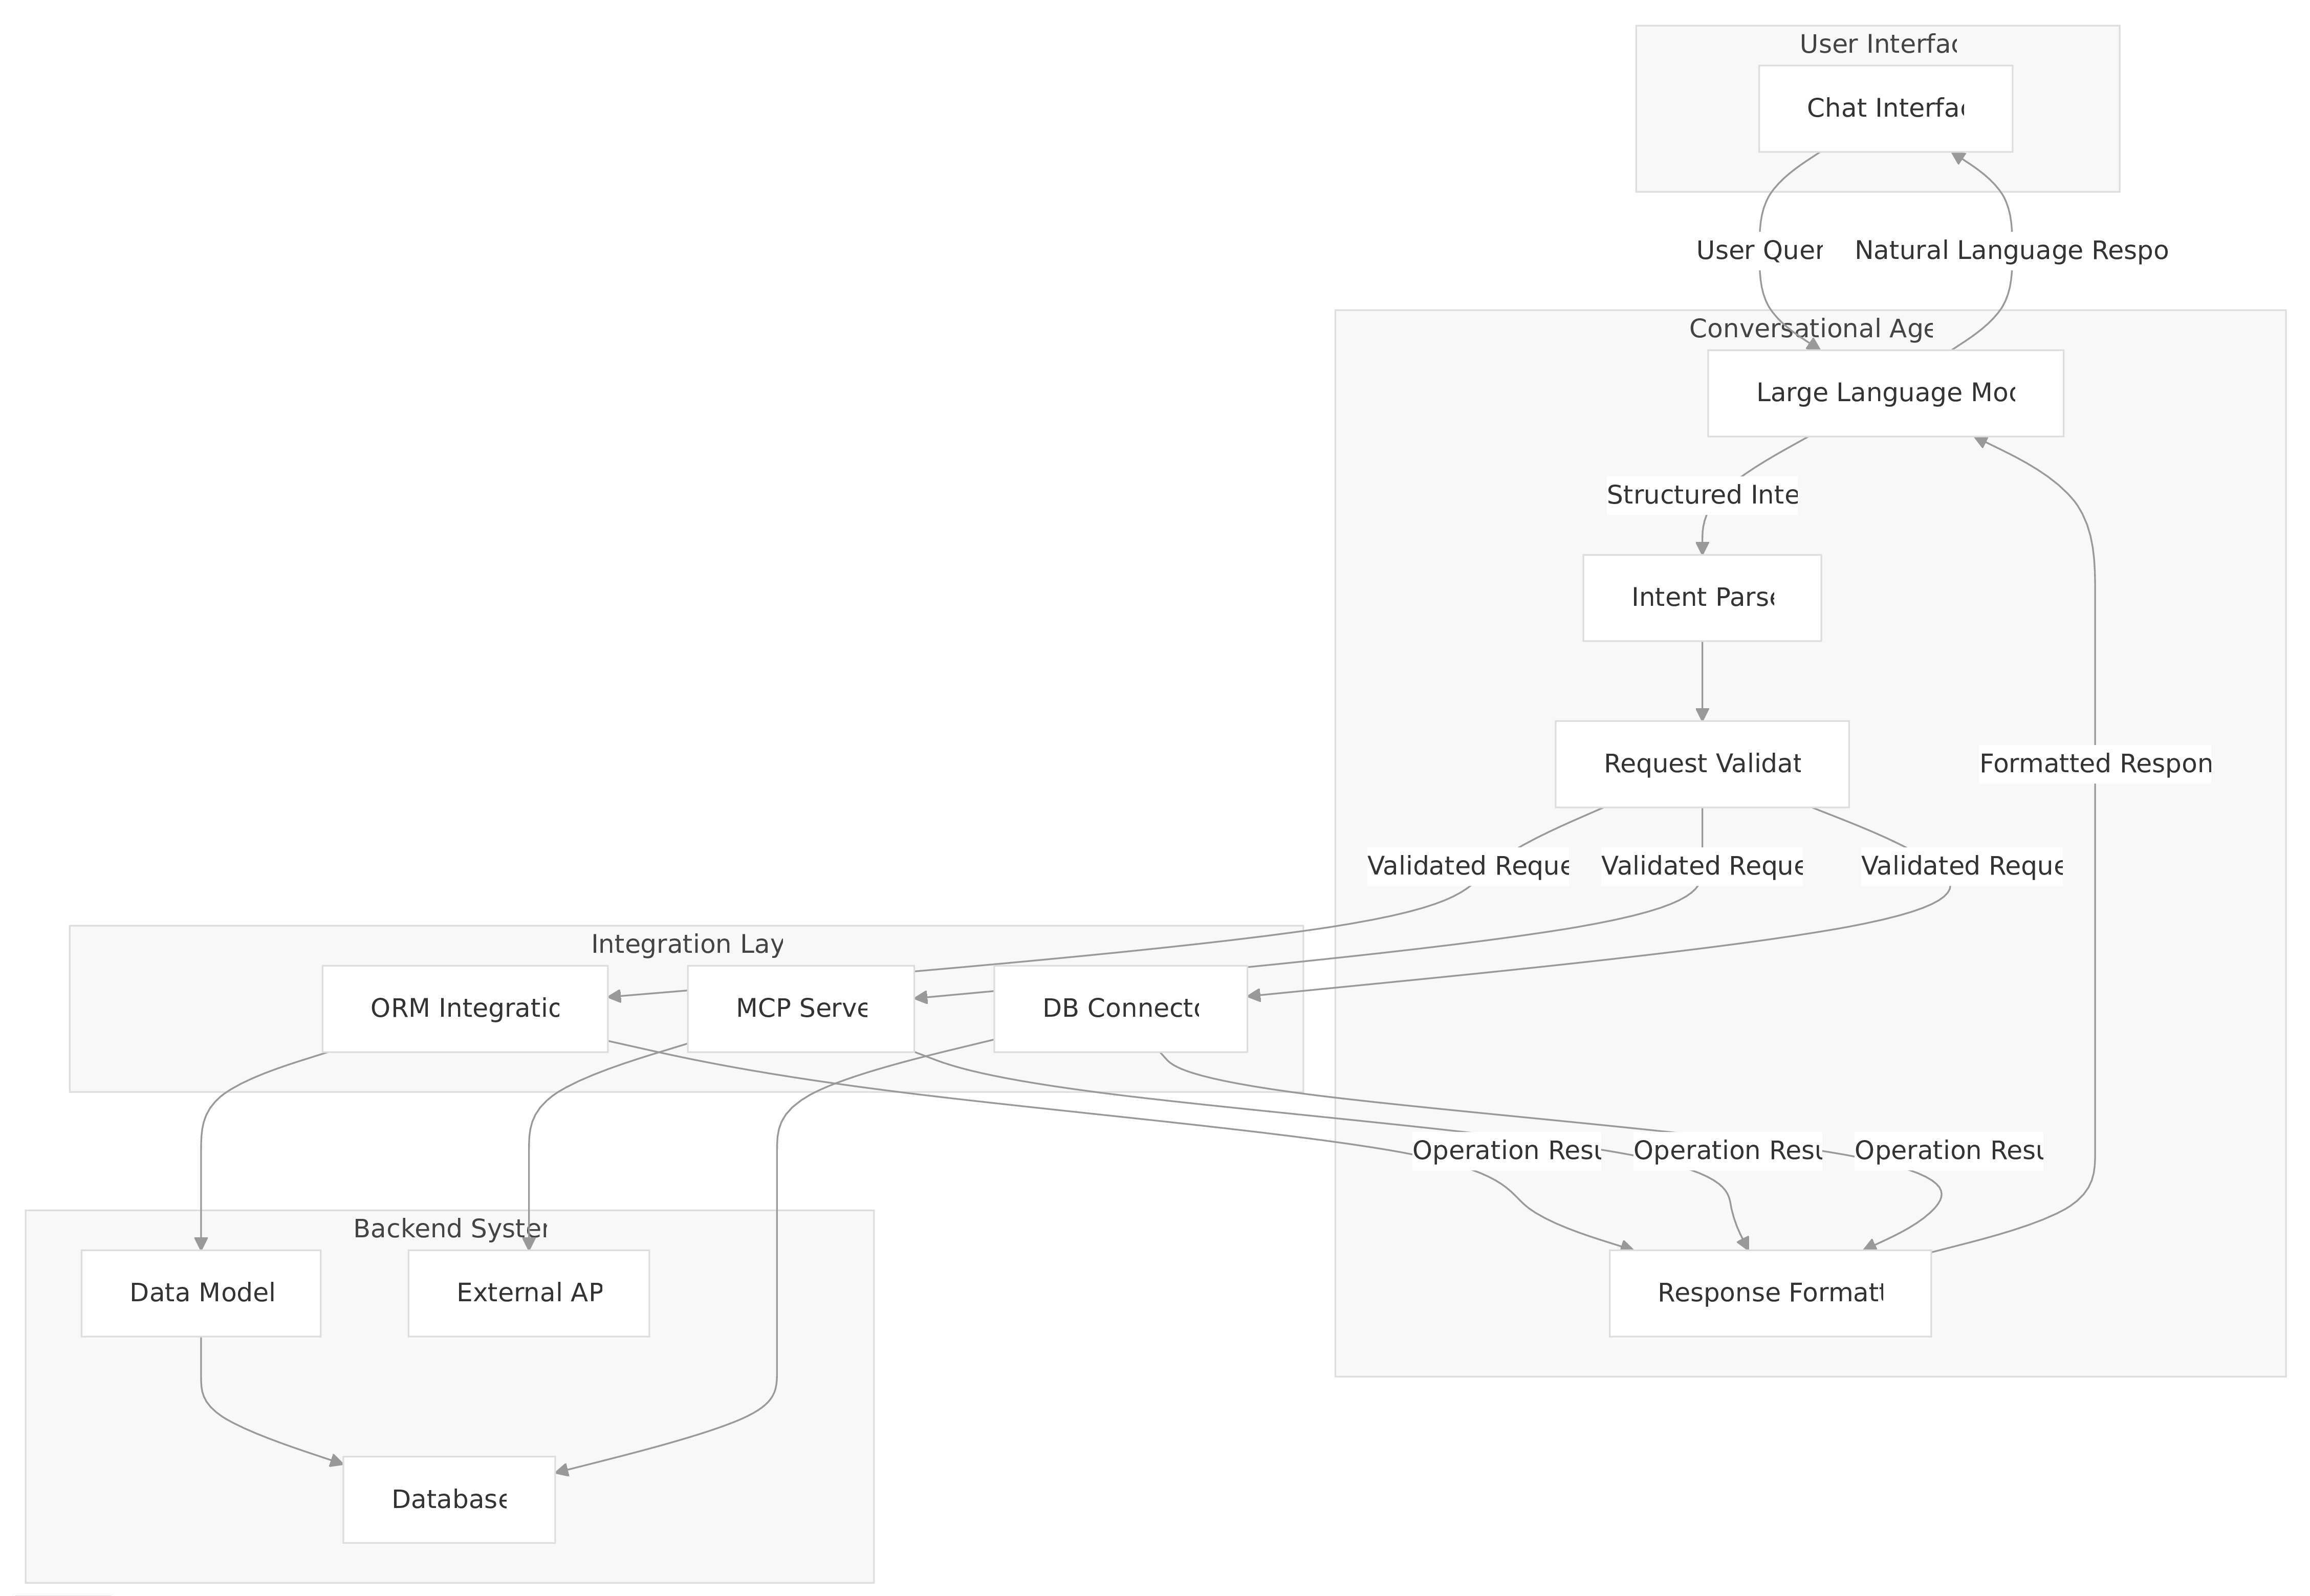 User Interfac
Chat Interfac
User Quer
Natural Language Respo
Conversational Age
Large Language Moc
Structured Inte
Intent Parse
Request Validat
Formatted Respon
Validated Reque
Validated Reque
Validated Reque
Integration Lay
ORM Integratic
MCP Serve
DB Connecto
Operation Resu
Operation Resu
Operation Resu
Backend System
Data Model
External AP
Response Formatt
Database